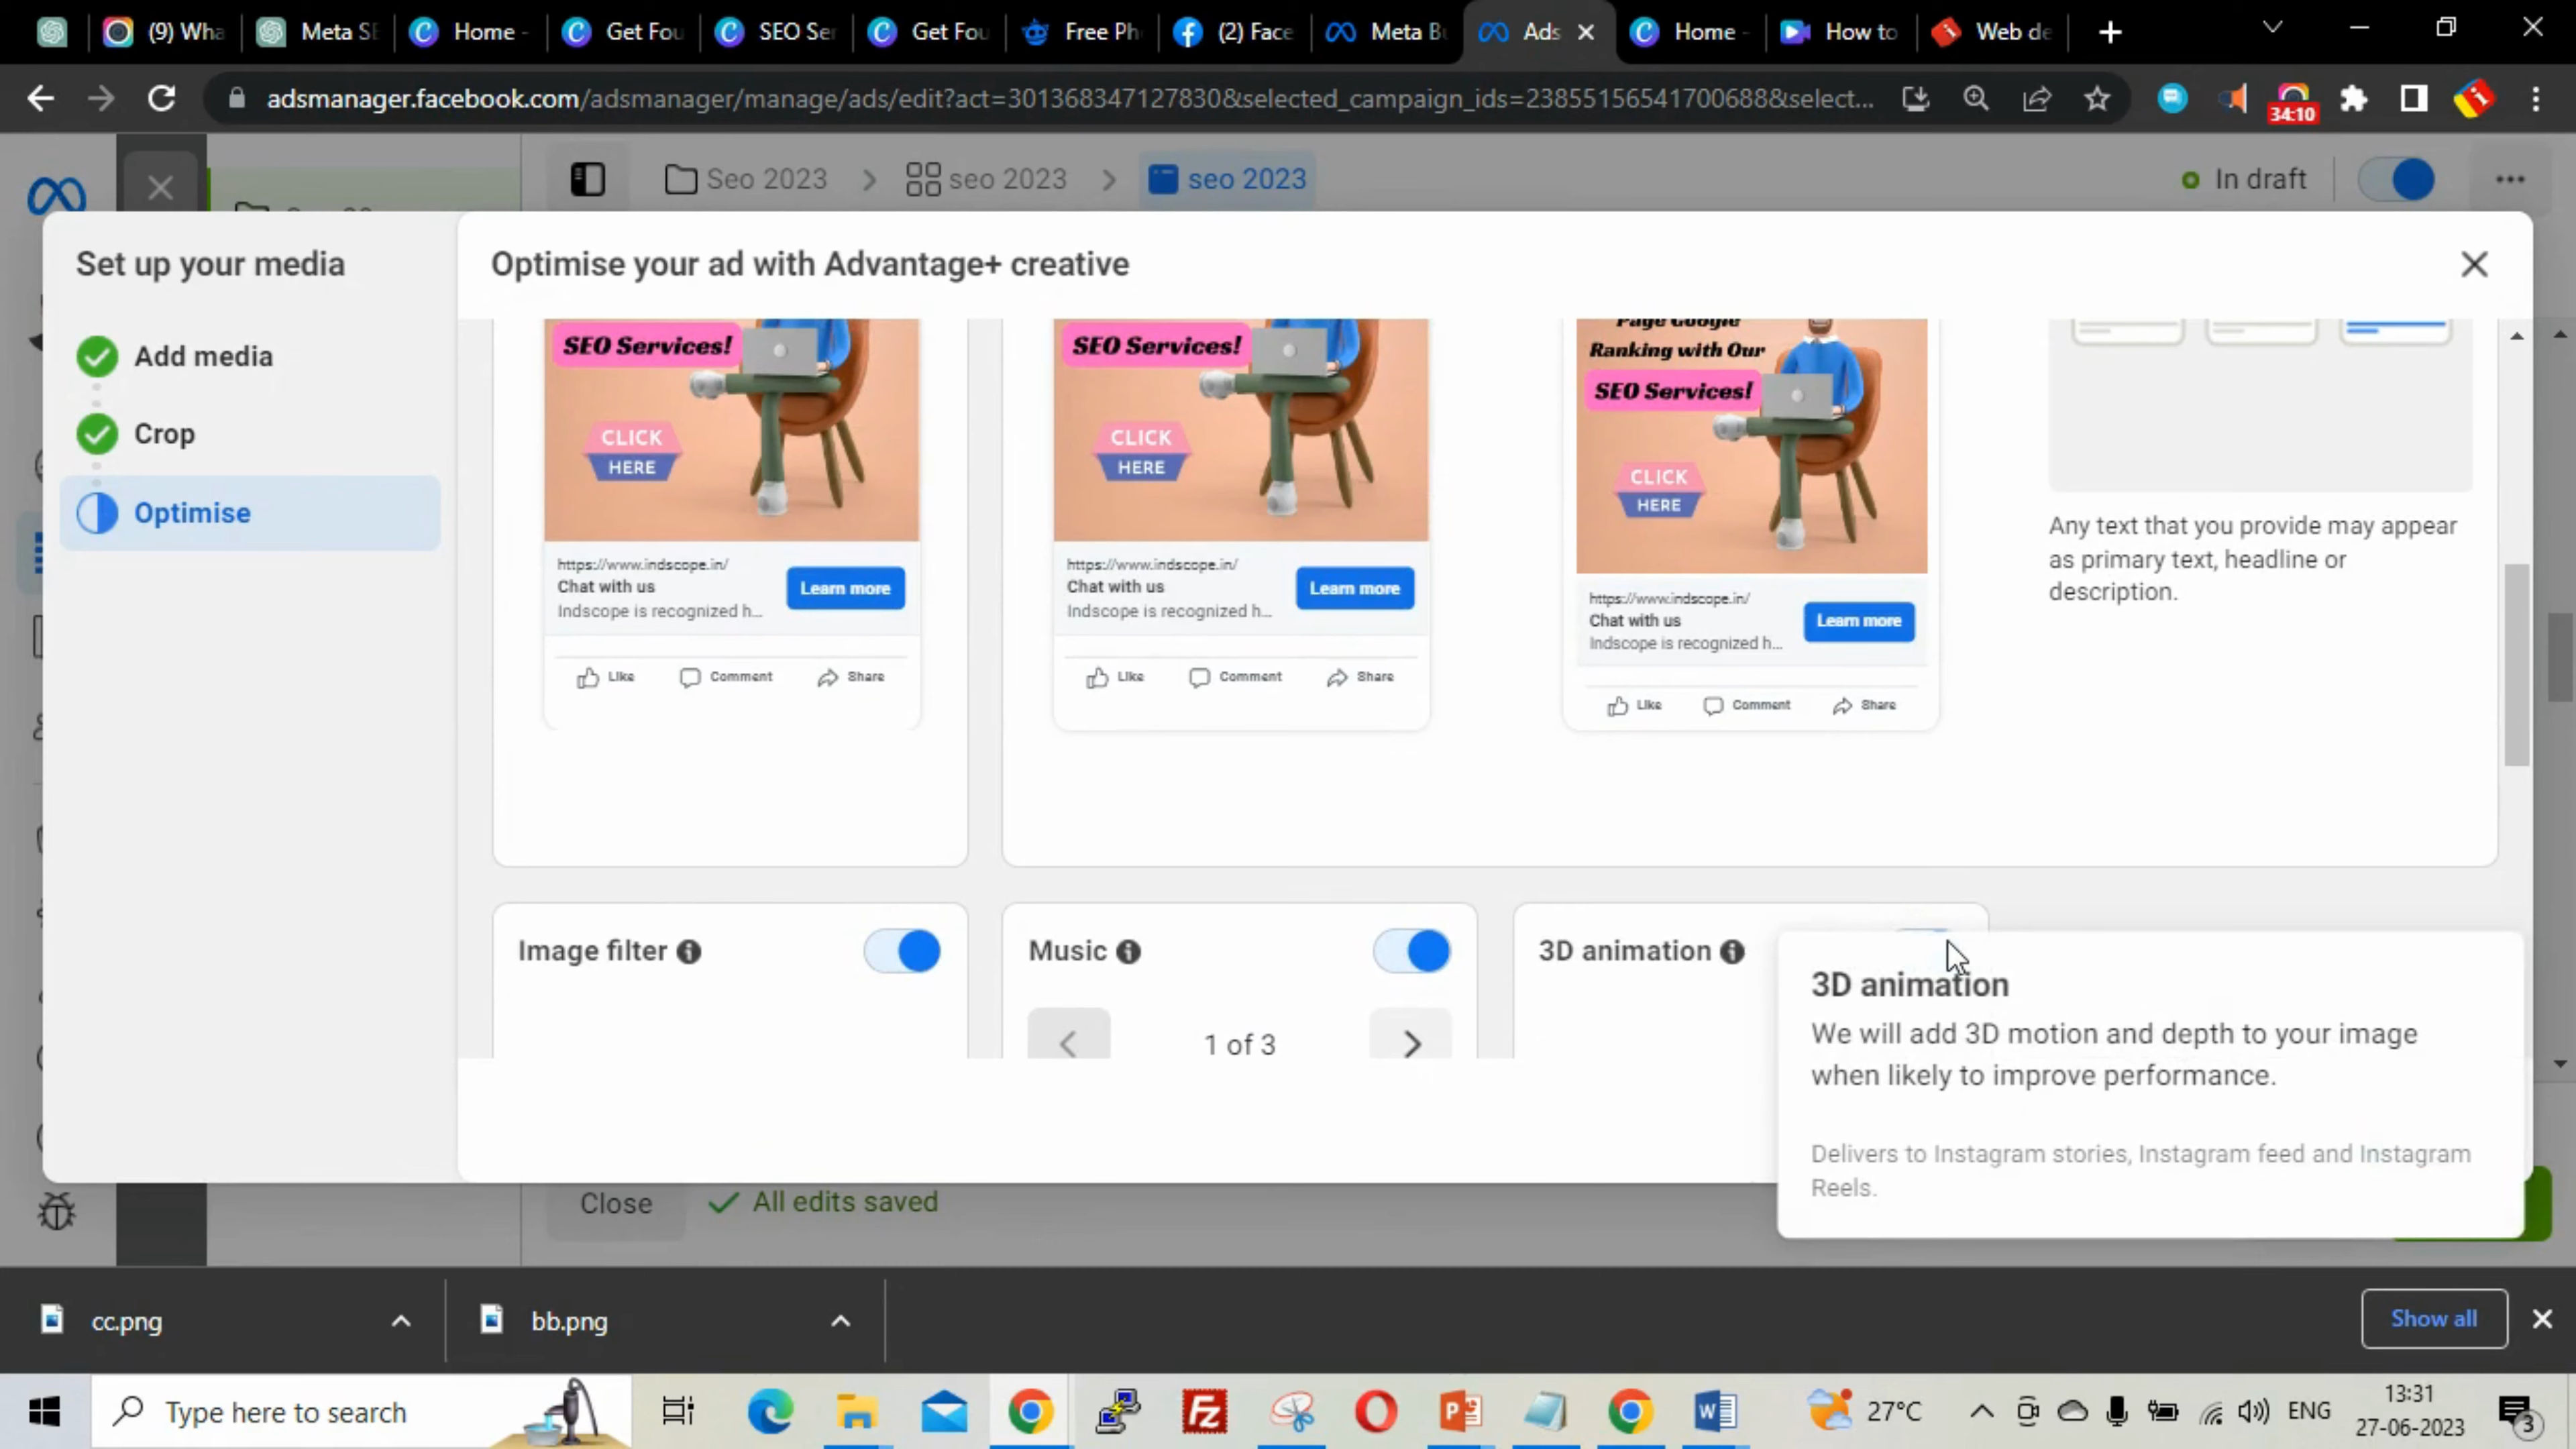 (9) Wha
Meta SE
Home -
Get Fou
SEO Ser
Get Fou
Free Ph
(2) Face
Meta Bu
Ads
Home -
How to
Web de
adsmanager.facebook.com/adsmanager/manage/ads/edit?act=301368347127830&selected_campaign_ids=23855156541700688&select...
34:10
Seo 2023
seo 2023
seo 2023
In draft
Set up your media
Add media
Crop
Optimise
Optimise your ad with Advantage+ creative
SEO Services!
CLICK
HERE
https://www.indscope.in/
Chat with us
Indscope is recognized h...
Learn more
Like
Comment
Share
SEO Services!
CLICK
HERE
https://www.indscope.in/
Chat with us
Indscope is recognized h...
Learn more
Like
Comment
Share
Page Google
Ranking with Our
SEO Services!
CLICK
HERE
https://www.indscope.in/
Chat with us
Indscope is recognized h...
Learn more
Like
Comment
Share
Any text that you provide may appear
as primary text, headline or
description.
Image filter
Music
1 of 3
3D animation
3D animation
We will add 3D motion and depth to your image
when likely to improve performance.
Delivers to Instagram stories, Instagram feed and Instagram
Reels.
Close
All edits saved
cc.png
bb.png
Show all
Type here to search
27°C
ENG
13:31
27-06-2023
3